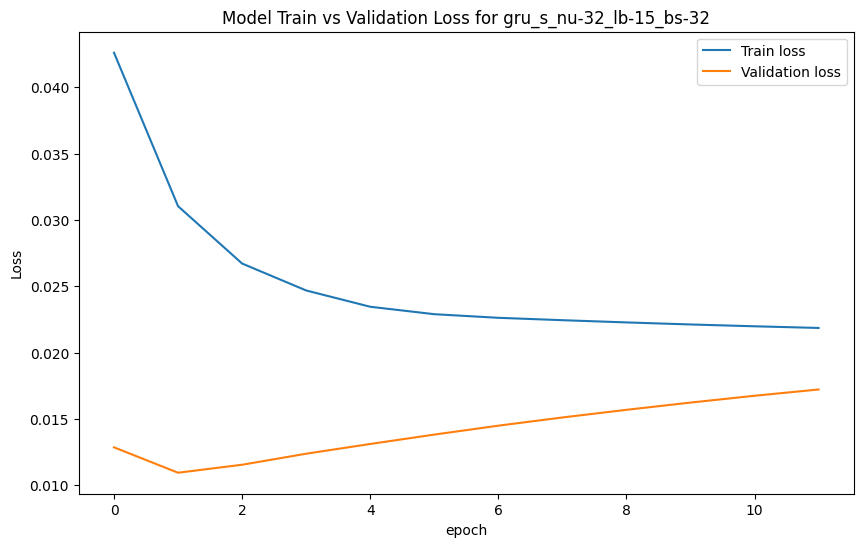 Model Train vs Validation Loss for gru_s_nu-32_lb-15_bs-32
Train loss
Validation loss
0.040
0.035
0.030
0.025
0.020
0.015
0.010
Loss
0 2 4 6 8 10
epoch